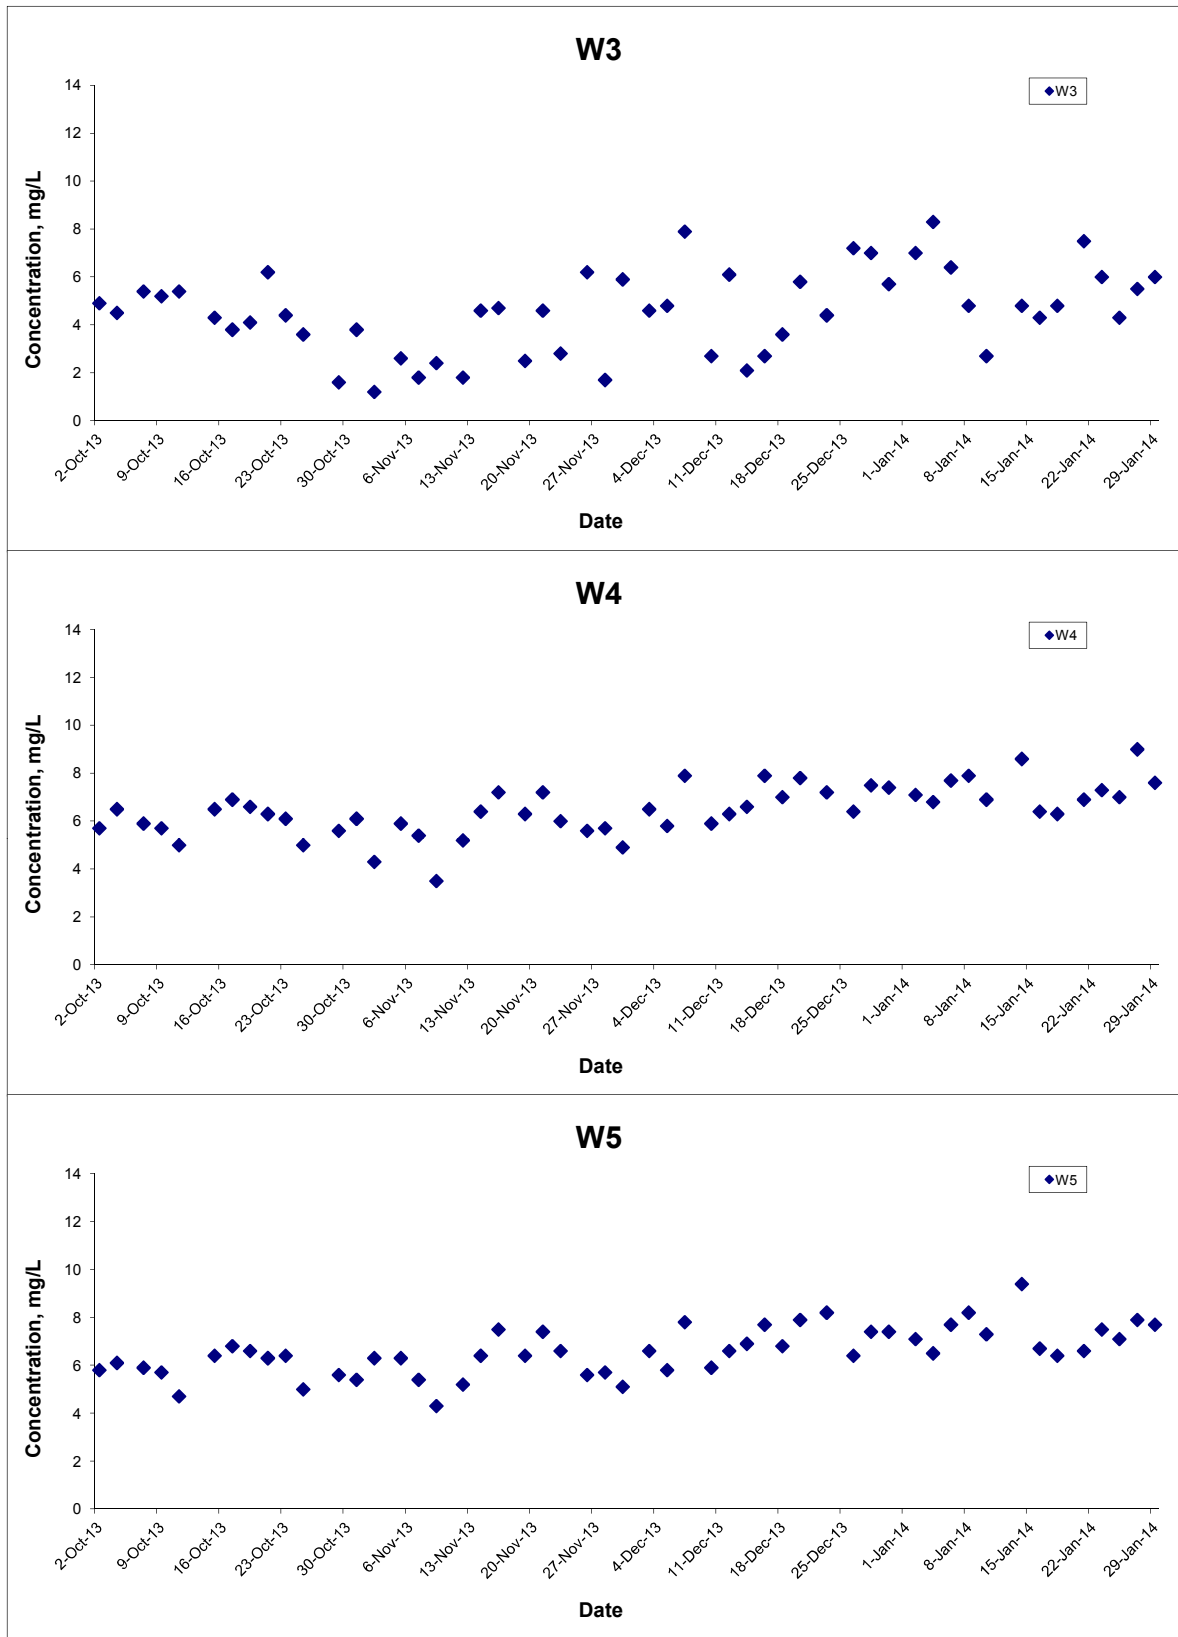 W3
W3
14
12
10
8
6
4
2
0
Concentration, mg/L
2-Oct-13
9-Oct-13
16-Oct-13
23-Oct-13
30-Oct-13
6-Nov-13
13-Nov-13
20-Nov-13
27-Nov-13
4-Dec-13
11-Dec-13
18-Dec-13
25-Dec-13
1-Jan-14
8-Jan-14
15-Jan-14
22-Jan-14
29-Jan-14
Date
W4
W4
14
12
10
8
6
4
2
0
Concentration, mg/L
2-Oct-13
9-Oct-13
16-Oct-13
23-Oct-13
30-Oct-13
6-Nov-13
13-Nov-13
20-Nov-13
27-Nov-13
4-Dec-13
11-Dec-13
18-Dec-13
25-Dec-13
1-Jan-14
8-Jan-14
15-Jan-14
22-Jan-14
29-Jan-14
Date
W5
W5
14
12
10
8
6
4
2
0
Concentration, mg/L
2-Oct-13
9-Oct-13
16-Oct-13
23-Oct-13
30-Oct-13
6-Nov-13
13-Nov-13
20-Nov-13
27-Nov-13
4-Dec-13
11-Dec-13
18-Dec-13
25-Dec-13
1-Jan-14
8-Jan-14
15-Jan-14
22-Jan-14
29-Jan-14
Date